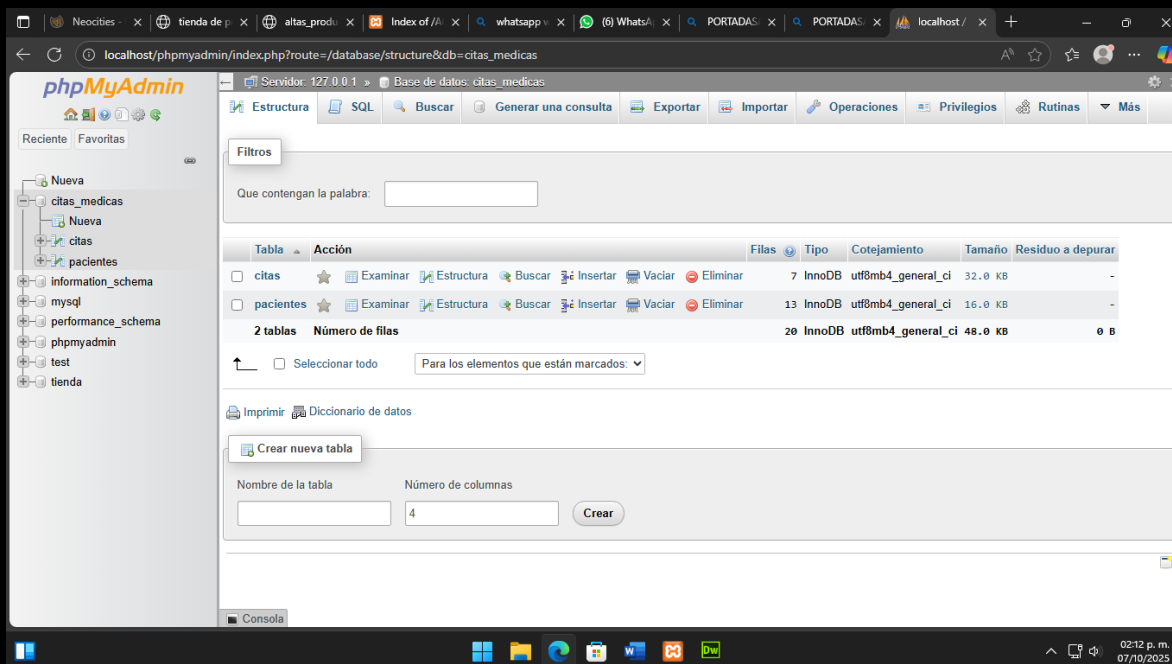 Neocities - tienda de p altas_produ Index of /A whatsapp w (6) WhatsA PORTADAS PORTADAS localhost /
localhost/phpmyadmin/index.php?route=/database/structure&db=citas_medicas
phpMyAdmin
Reciente Favoritas
Nueva
citas_medicas
Nueva
citas
pacientes
information_schema
mysql
performance_schema
phpmyadmin
test
tienda
Servidor: 127.0.0.1 » Base de datos: citas_medicas
Estructura SQL Buscar Generar una consulta Exportar Importar Operaciones Privilegios Rutinas Más
Filtros
Que contengan la palabra:
Tabla Acción Filas Tipo Cotejamiento Tamaño Residuo a depurar
citas Examinar Estructura Buscar Insertar Vaciar Eliminar 7 InnoDB utf8mb4_general_ci 32.0 KB -
pacientes Examinar Estructura Buscar Insertar Vaciar Eliminar 13 InnoDB utf8mb4_general_ci 16.0 KB -
2 tablas Número de filas 20 InnoDB utf8mb4_general_ci 48.0 KB 0 B
Seleccionar todo Para los elementos que están marcados:
Imprimir Diccionario de datos
Crear nueva tabla
Nombre de la tabla Número de columnas
4 Crear
Consola
Dw
02:12 p. m.
07/10/2025